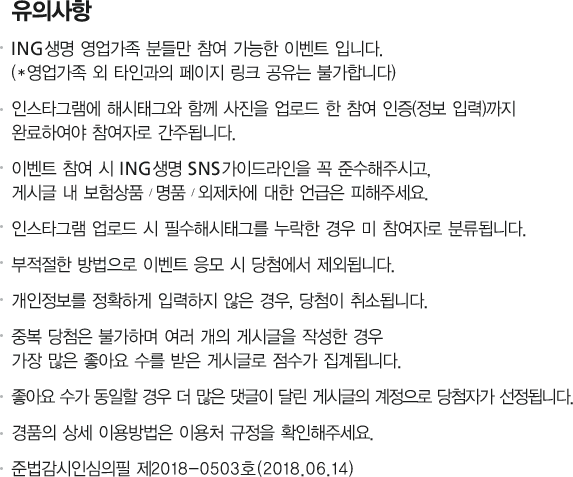 유의사항
· ING생명 영업가족 분들만 참여 가능한 이벤트 입니다.
(*영업가족 외 타인과의 페이지 링크 공유는 불가합니다)
· 인스타그램에 해시태그와 함께 사진을 업로드 한 참여 인증(정보 입력)까지
완료하여야 참여자로 간주됩니다.
· 이벤트 참여 시 ING생명 SNS가이드라인을 꼭 준수해주시고,
게시글 내 보험상품 / 명품 / 외제차에 대한 언급은 피해주세요.
· 인스타그램 업로드 시 필수해시태그를 누락한 경우 미 참여자로 분류됩니다.
· 부적절한 방법으로 이벤트 응모 시 당첨에서 제외됩니다.
· 개인정보를 정확하게 입력하지 않은 경우, 당첨이 취소됩니다.
· 중복 당첨은 불가하며 여러 개의 게시글을 작성한 경우
가장 많은 좋아요 수를 받은 게시글로 점수가 집계됩니다.
· 좋아요 수가 동일할 경우 더 많은 댓글이 달린 게시글의 계정으로 당첨자가 선정됩니다.
· 경품의 상세 이용방법은 이용처 규정을 확인해주세요.
· 준법감시인심의필 제2018-0503호(2018.06.14)